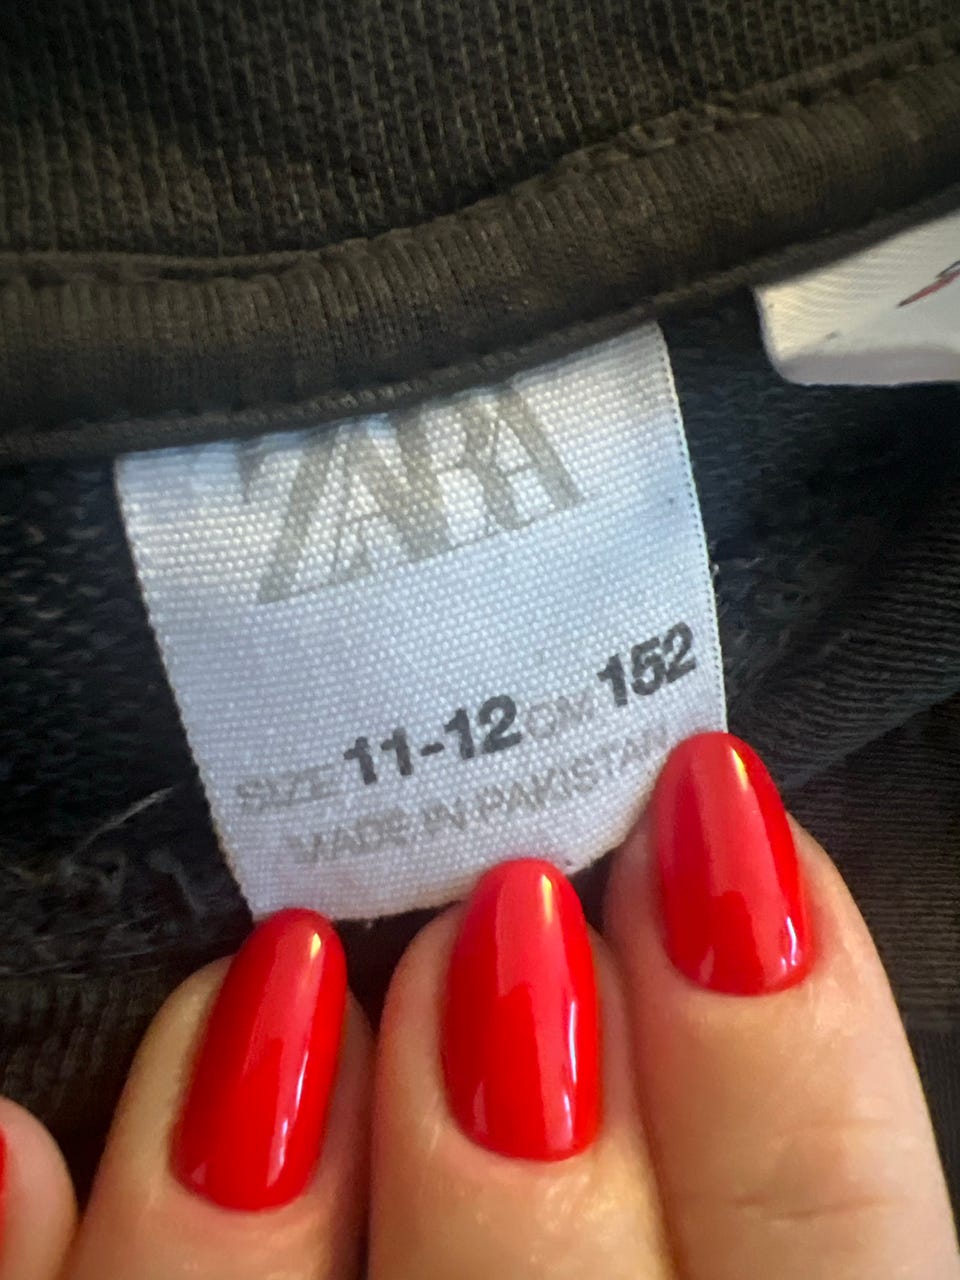 ZARA
SIZE 11-12 CM 152
MADE IN PAKISTAN